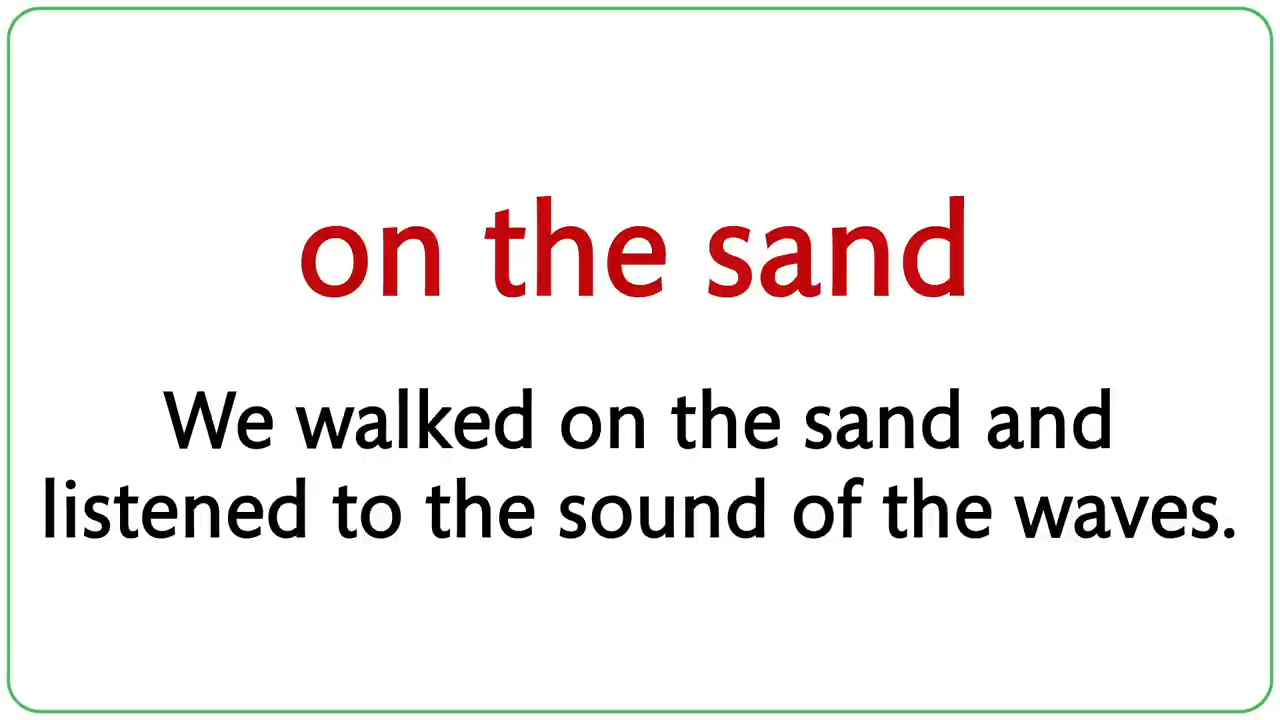 on the sand
We walked on the sand and
listened to the sound of the waves.